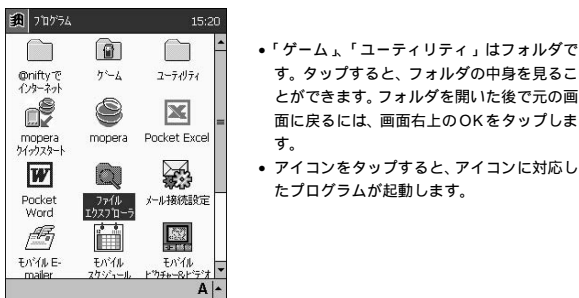 ﾌﾟﾛｸﾞﾗﾑ 15:20
@niftyで ｹﾞｰﾑ ﾕｰﾃｨﾘﾃｨ
ｲﾝﾀｰﾈｯﾄ
mopera mopera Pocket Excel
ｸｲｯｸｽﾀｰﾄ
Pocket ﾌｧｲﾙ ﾒｰﾙ接続設定
Word ｴｸｽﾌﾟﾛｰﾗ
ﾓﾊﾞｲﾙ E- ﾓﾊﾞｲﾙ ﾓﾊﾞｲﾙ
mailer ｽｹｼﾞｭｰﾙ ﾋﾟｸﾁｬｰ&ﾋﾞﾃﾞｵ
A
•「ゲーム」、「ユーティリティ」はフォルダで
す。タップすると、フォルダの中身を見るこ
とができます。フォルダを開いた後で元の画
面に戻るには、画面右上のOKをタップしま
す。
• アイコンをタップすると、アイコンに対応し
たプログラムが起動します。